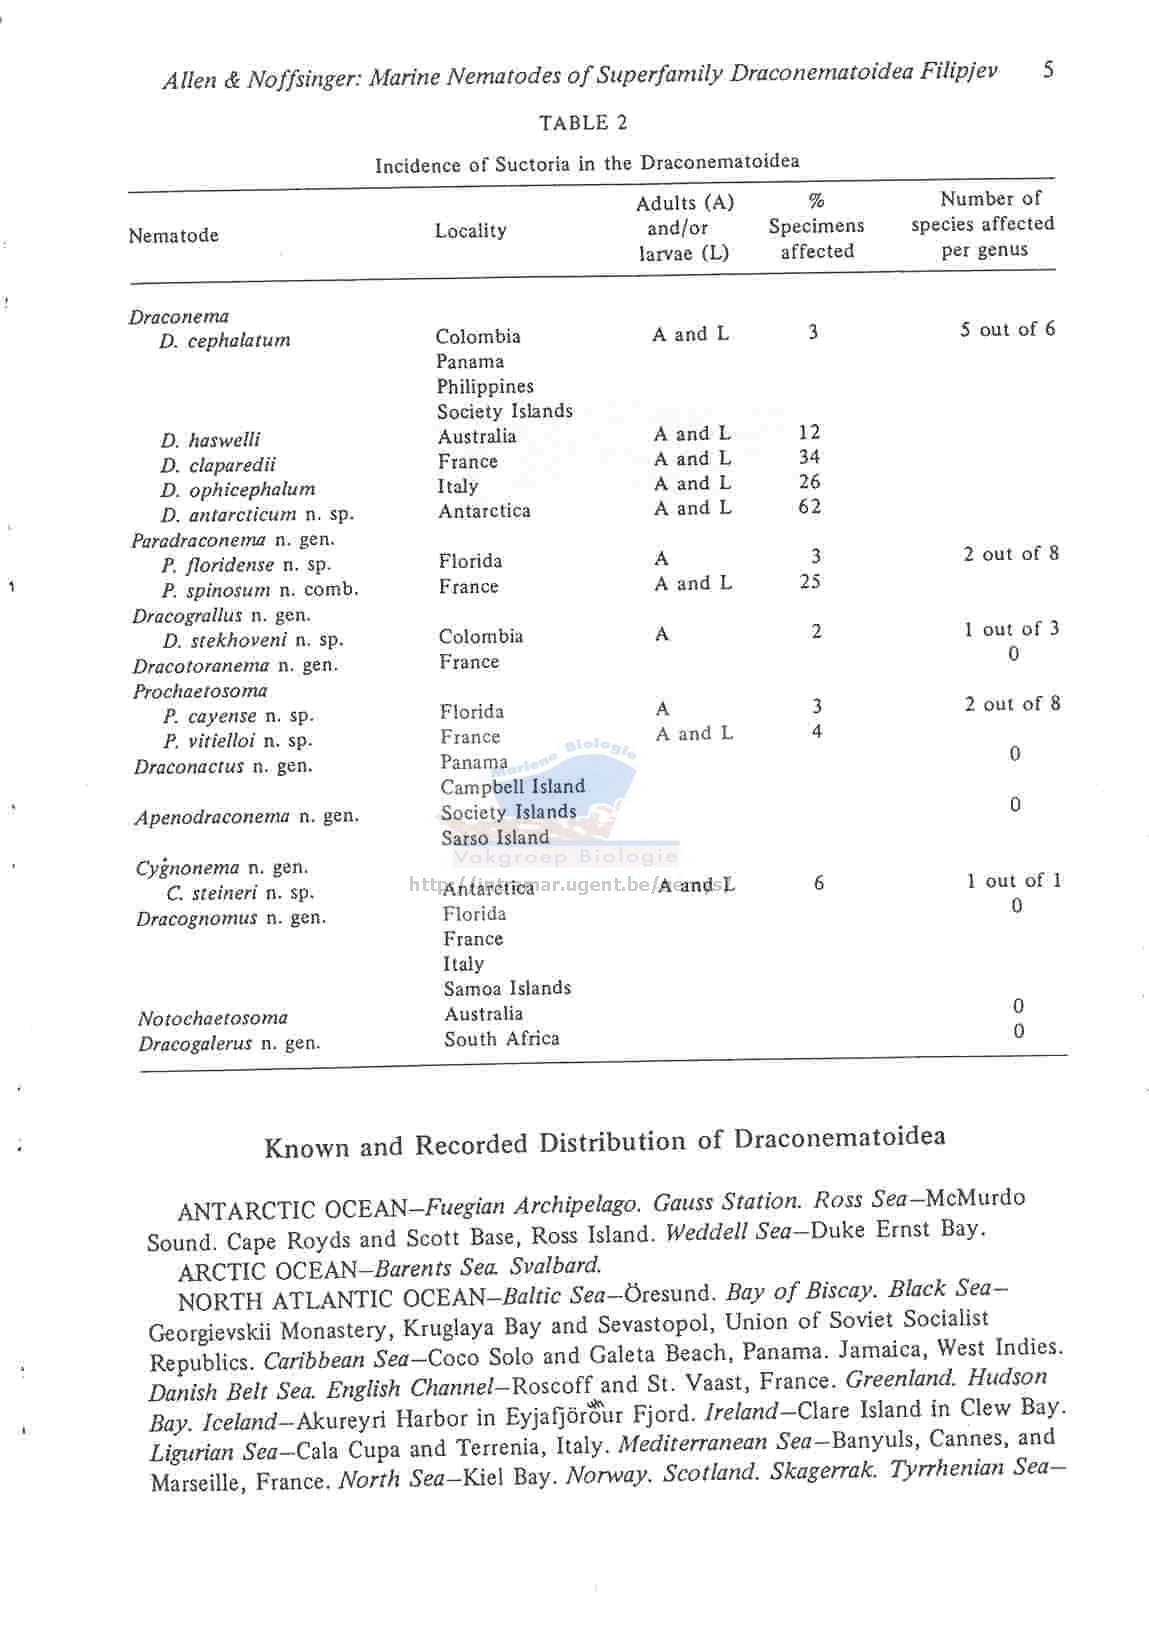 Allen & Noffsinger: Marine Nematodes of Superfamily Draconematoidea Filipjev 5
TABLE 2
Incidence of Suctoria in the Draconematoidea
Nematode Locality Adults (A) and/or larvae (L) % Specimens affected Number of species affected per genus
Draconema
D. cephalatum Colombia A and L 3 5 out of 6
Panama
Philippines
Society Islands
D. haswelli Australia A and L 12
D. claparedii France A and L 34
D. ophicephalum Italy A and L 26
D. antarcticum n. sp. Antarctica A and L 62
Paradraconema n. gen.
P. floridense n. sp. Florida A 3 2 out of 8
P. spinosum n. comb. France A and L 25
Dracograllus n. gen.
D. stekhoveni n. sp. Colombia A 2 1 out of 3
Dracotoranema n. gen. France 0
Prochaetosoma
P. cayense n. sp. Florida A 3 2 out of 8
P. vitielloi n. sp. France A and L 4
Draconactus n. gen. Panama 0
Campbell Island
Apenodraconema n. gen. Society Islands 0
Sarso Island
Cygnonema n. gen.
C. steineri n. sp. Antarctica A and L 6 1 out of 1
Dracognomus n. gen. Florida 0
France
Italy
Samoa Islands
Notochaetosoma Australia 0
Dracogalerus n. gen. South Africa 0
Mariene Biologie
Vakgroep Biologie
Known and Recorded Distribution of Draconematoidea
ANTARCTIC OCEAN—Fuegian Archipelago. Gauss Station. Ross Sea—McMurdo
Sound. Cape Royds and Scott Base, Ross Island. Weddell Sea—Duke Ernst Bay.
ARCTIC OCEAN—Barents Sea. Svalbard.
NORTH ATLANTIC OCEAN—Baltic Sea—Öresund. Bay of Biscay. Black Sea—
Georgievskii Monastery, Kruglaya Bay and Sevastopol, Union of Soviet Socialist
Republics. Caribbean Sea—Coco Solo and Galeta Beach, Panama. Jamaica, West Indies.
Danish Belt Sea. English Channel—Roscoff and St. Vaast, France. Greenland. Hudson
Bay. Iceland—Akureyri Harbor in Eyjafjörour Fjord. Ireland—Clare Island in Clew Bay.
Ligurian Sea—Cala Cupa and Terrenia, Italy. Mediterranean Sea—Banyuls, Cannes, and
Marseille, France. North Sea—Kiel Bay. Norway. Scotland. Skagerrak. Tyrrhenian Sea—